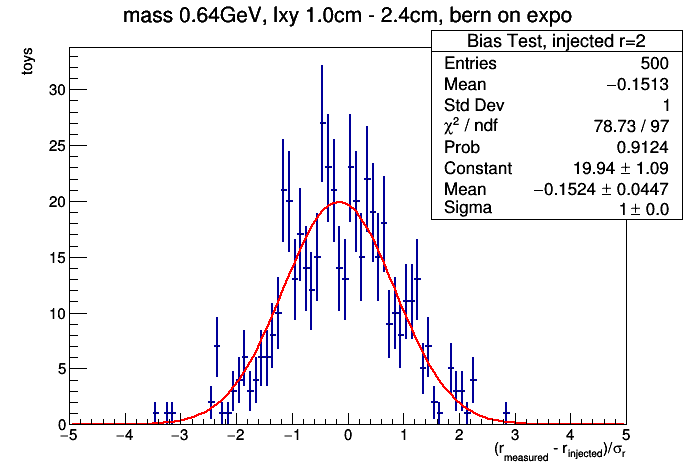 mass 0.64GeV, lxy 1.0cm - 2.4cm, bern on expo
toys
Bias Test, injected r=2
Entries 500
Mean −0.1513
Std Dev 1
χ² / ndf 78.73 / 97
Prob 0.9124
Constant 19.94 ± 1.09
Mean −0.1524 ± 0.0447
Sigma 1 ± 0.0
30
25
20
15
10
5
0
−5 −4 −3 −2 −1 0 1 2 3 4 5
(r_measured - r_injected)/σ_r